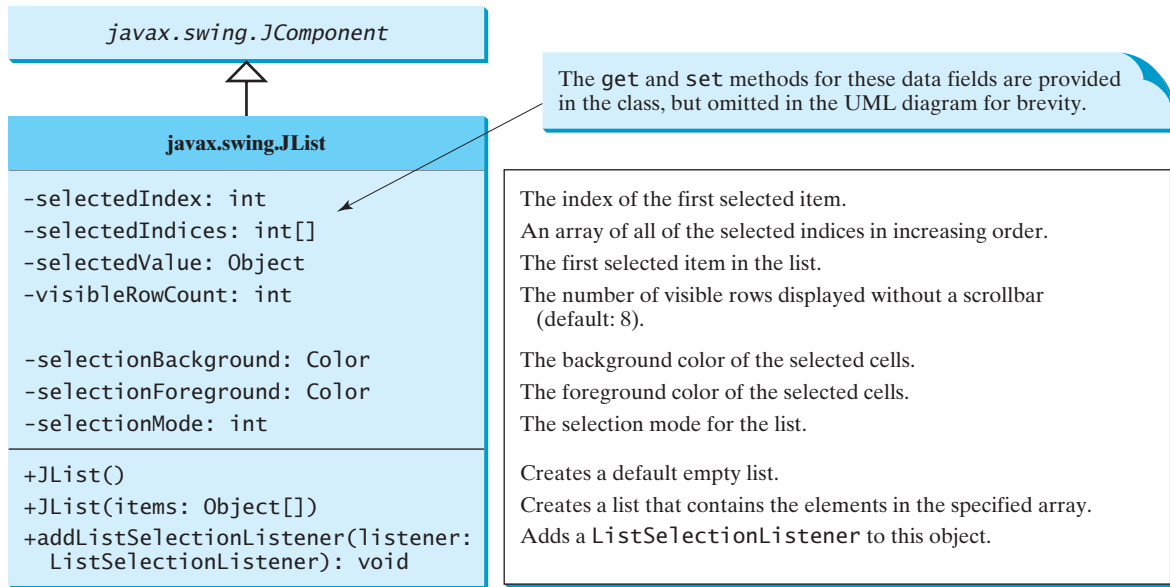 javax.swing.JComponent
The get and set methods for these data fields are provided
in the class, but omitted in the UML diagram for brevity.
javax.swing.JList
-selectedIndex: int
The index of the first selected item.
-selectedIndices: int[]
An array of all of the selected indices in increasing order.
-selectedValue: Object
The first selected item in the list.
-visibleRowCount: int
The number of visible rows displayed without a scrollbar
(default: 8).
-selectionBackground: Color
The background color of the selected cells.
-selectionForeground: Color
The foreground color of the selected cells.
-selectionMode: int
The selection mode for the list.
+JList()
Creates a default empty list.
+JList(items: Object[])
Creates a list that contains the elements in the specified array.
+addListSelectionListener(listener:
ListSelectionListener): void
Adds a ListSelectionListener to this object.